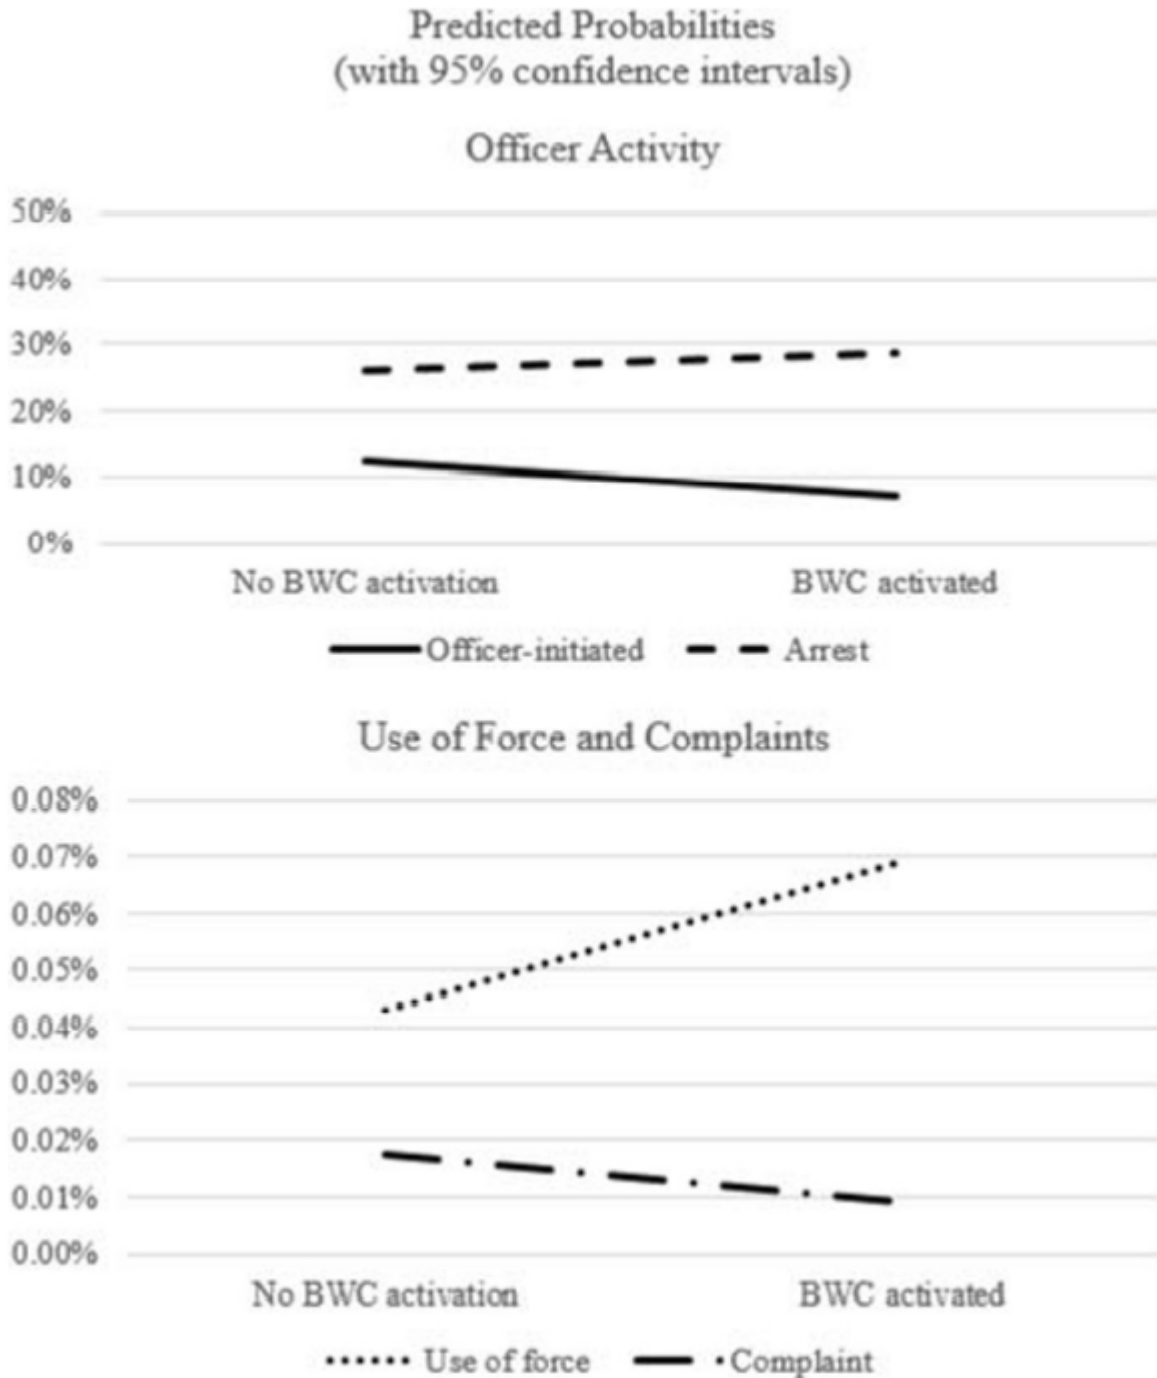 Predicted Probabilities
(with 95% confidence intervals)
Officer Activity
50%
40%
30%
20%
10%
0%
No BWC activation BWC activated
Officer-initiated Arrest
Use of Force and Complaints
0.08%
0.07%
0.06%
0.05%
0.04%
0.03%
0.02%
0.01%
0.00%
No BWC activation BWC activated
Use of force Complaint